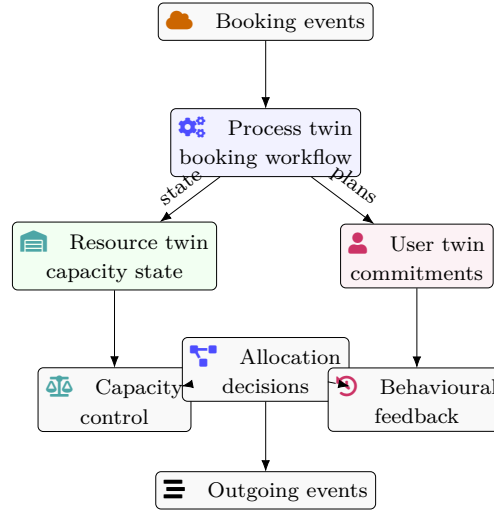 Booking events
Process twin
booking workflow
state
plans
Resource twin
capacity state
User twin
commitments
Allocation
decisions
Capacity
control
Behavioural
feedback
Outgoing events